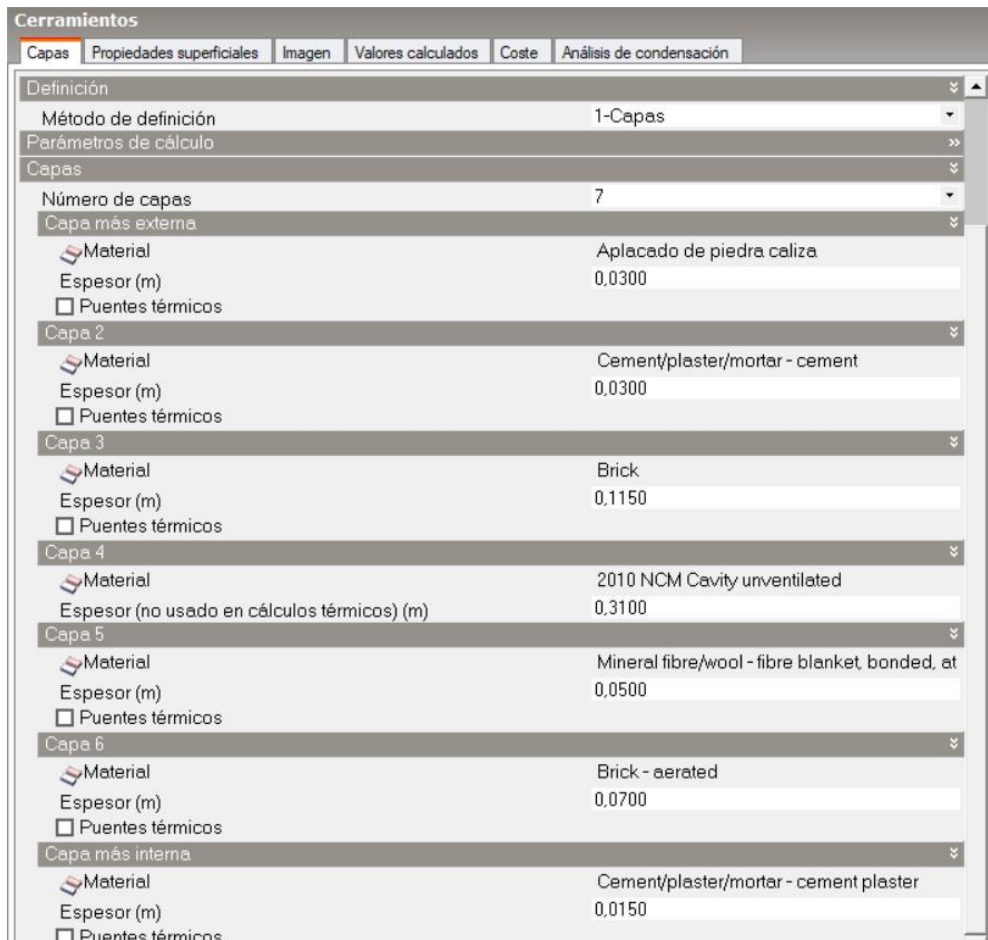 Cerramientos
Capas Propiedades superficiales Imagen Valores calculados Coste Análisis de condensación
Definición
Método de definición 1-Capas
Parámetros de cálculo
Capas
Número de capas 7
Capa más externa
Material Aplacado de piedra caliza
Espesor (m) 0,0300
Puentes térmicos
Capa 2
Material Cement/plaster/mortar - cement
Espesor (m) 0,0300
Puentes térmicos
Capa 3
Material Brick
Espesor (m) 0,1150
Puentes térmicos
Capa 4
Material 2010 NCM Cavity unventilated
Espesor (no usado en cálculos térmicos) (m) 0,3100
Capa 5
Material Mineral fibre/wool - fibre blanket, bonded, at
Espesor (m) 0,0500
Puentes térmicos
Capa 6
Material Brick - aerated
Espesor (m) 0,0700
Puentes térmicos
Capa más interna
Material Cement/plaster/mortar - cement plaster
Espesor (m) 0,0150
Puentes térmicos